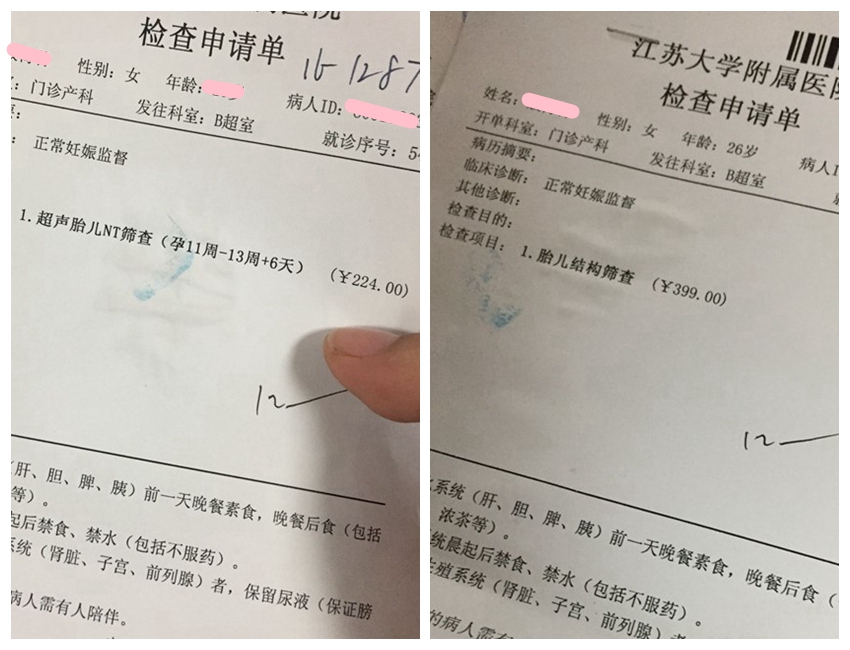 检查申请单
16 1287
性别：女 年龄：
病人ID：
门诊产科 发往科室：B超室
就诊序号：5
正常妊娠监督
1.超声胎儿NT筛查（孕11周-13周+6天） （￥224.00）
12
肝、胆、脾、胰）前一天晚餐素食，晚餐后食（包括
等）。
起后禁食、禁水（包括不服药）。
系统（肾脏、子宫、前列腺）者，保留尿液（保证膀
病人需有人陪伴。
江苏大学附属医院
检查申请单
姓名：
性别：女 年龄：26岁 病人I
开单科室：门诊产科 发往科室：B超室
病历摘要：
临床诊断：正常妊娠监督
其他诊断：
检查目的：
检查项目：1.胎儿结构筛查 （￥399.00）
12
系统（肝、胆、脾、胰）前一天晚餐素食，晚餐后食（
浓茶等）。
统晨起后禁食、禁水（包括不服药）。
生殖系统（肾脏、子宫、前列腺）者
的病人需有